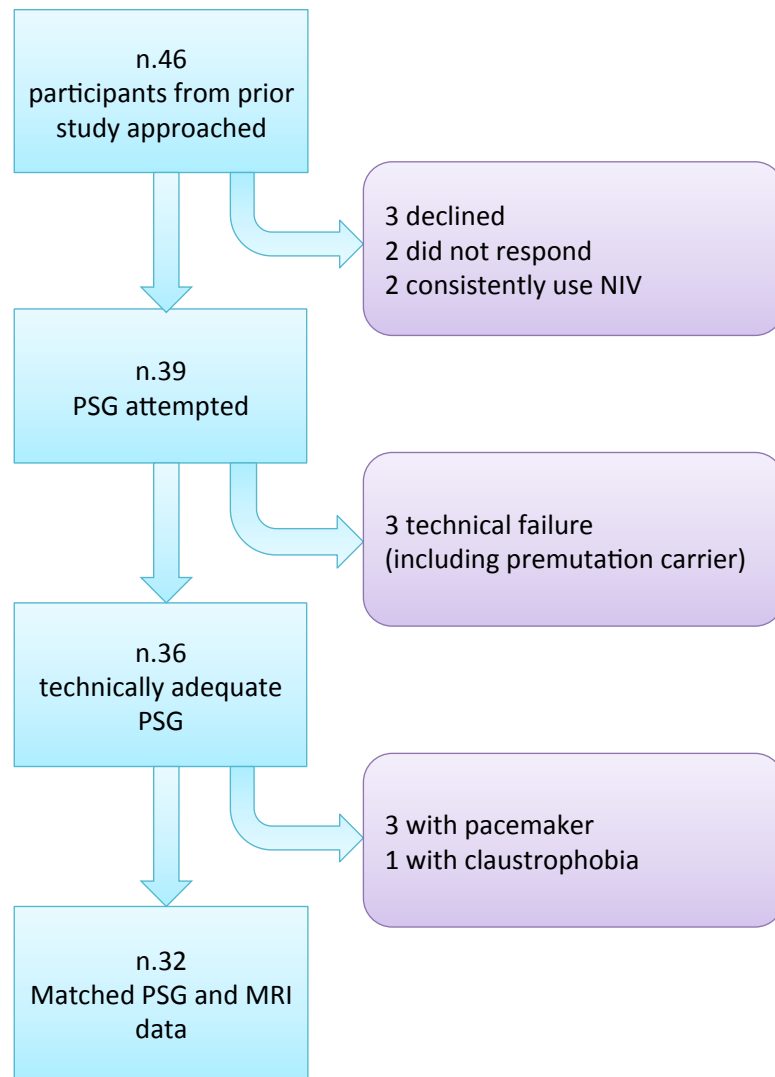 n.46
participants from prior
study approached
3 declined
2 did not respond
2 consistently use NIV
n.39
PSG attempted
3 technical failure
(including premutation carrier)
n.36
technically adequate
PSG
3 with pacemaker
1 with claustrophobia
n.32
Matched PSG and MRI
data